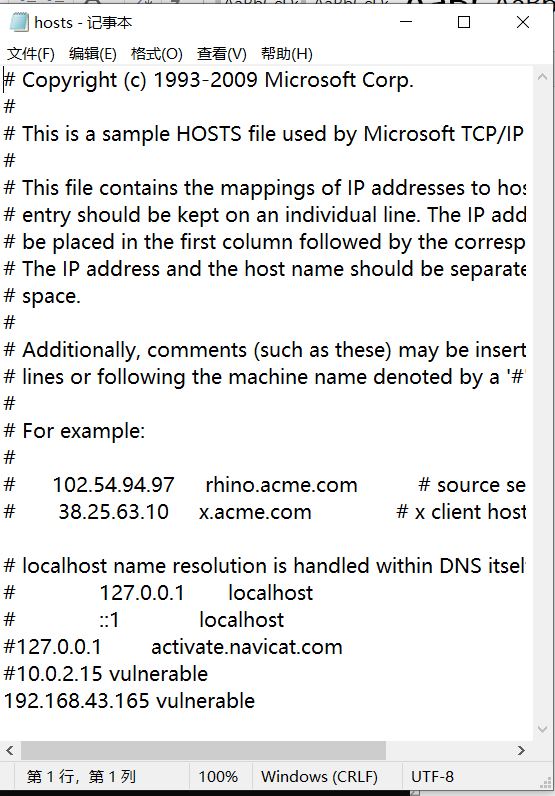 hosts - 记事本
文件(F) 编辑(E) 格式(O) 查看(V) 帮助(H)
# Copyright (c) 1993-2009 Microsoft Corp.
#
# This is a sample HOSTS file used by Microsoft TCP/IP
#
# This file contains the mappings of IP addresses to hos
# entry should be kept on an individual line. The IP add
# be placed in the first column followed by the corresp
# The IP address and the host name should be separate
# space.
#
# Additionally, comments (such as these) may be insert
# lines or following the machine name denoted by a '#'
#
# For example:
#
# 102.54.94.97 rhino.acme.com # source se
# 38.25.63.10 x.acme.com # x client host
# localhost name resolution is handled within DNS itsel
# 127.0.0.1 localhost
# ::1 localhost
#127.0.0.1 activate.navicat.com
#10.0.2.15 vulnerable
192.168.43.165 vulnerable
第 1 行，第 1 列 100% Windows (CRLF) UTF-8